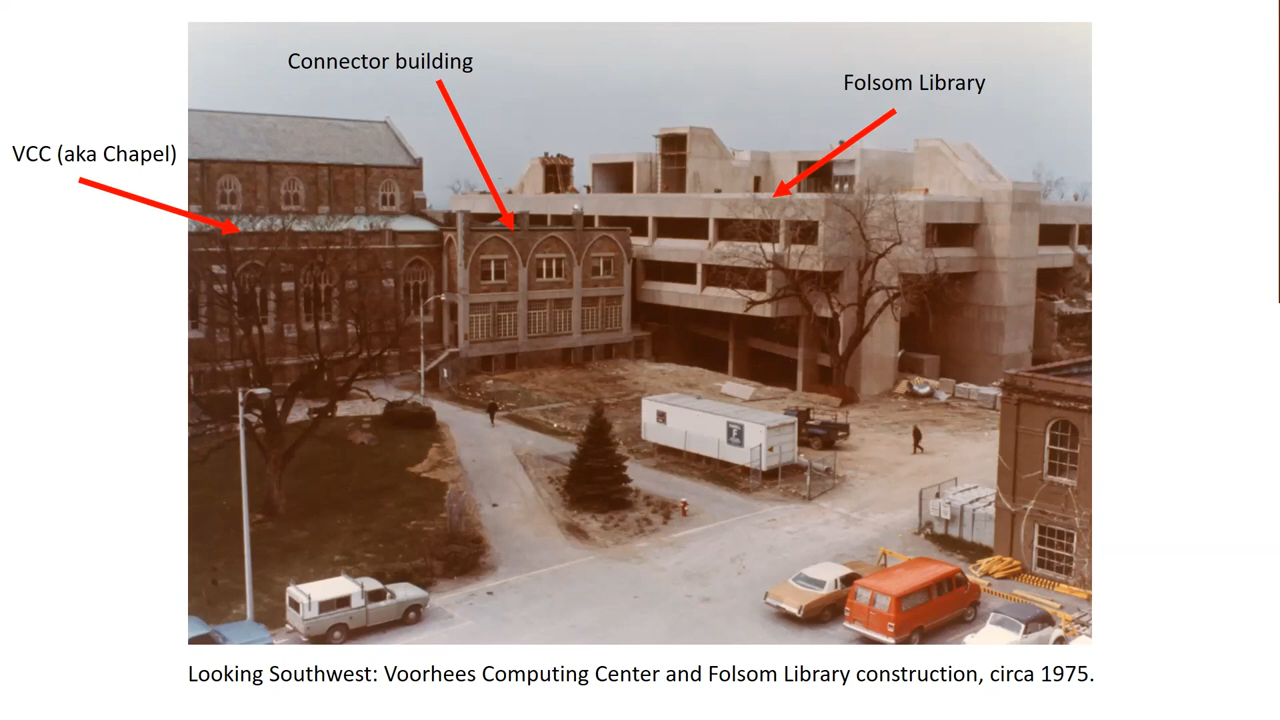 Connector building
Folsom Library
VCC (aka Chapel)
F
Looking Southwest: Voorhees Computing Center and Folsom Library construction, circa 1975.